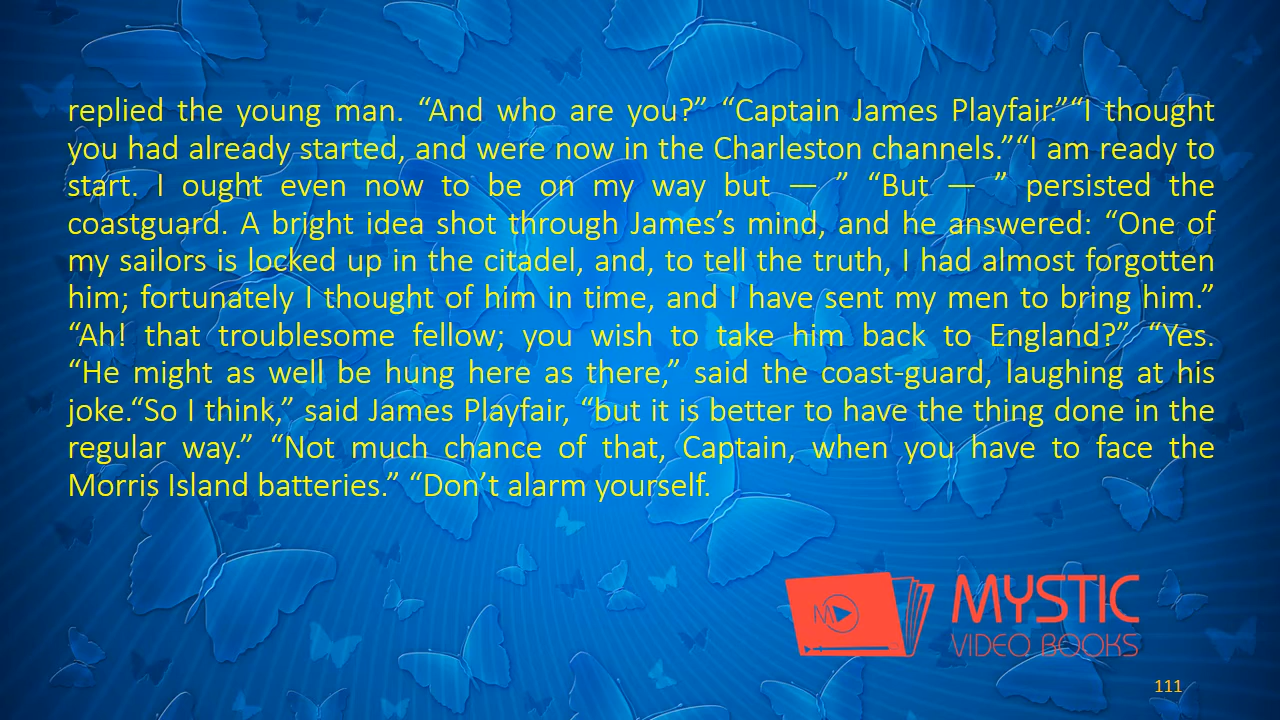 replied the young man. “And who are you?” “Captain James Playfair.”“I thought
you had already started, and were now in the Charleston channels.”“I am ready to
start. I ought even now to be on my way but — ” “But — ” persisted the
coastguard. A bright idea shot through James’s mind, and he answered: “One of
my sailors is locked up in the citadel, and, to tell the truth, I had almost forgotten
him; fortunately I thought of him in time, and I have sent my men to bring him.”
“Ah! that troublesome fellow; you wish to take him back to England?” “Yes.
“He might as well be hung here as there,” said the coast-guard, laughing at his
joke.“So I think,” said James Playfair, “but it is better to have the thing done in the
regular way.” “Not much chance of that, Captain, when you have to face the
Morris Island batteries.” “Don’t alarm yourself.
MYSTIC
VIDEO BOOKS
111